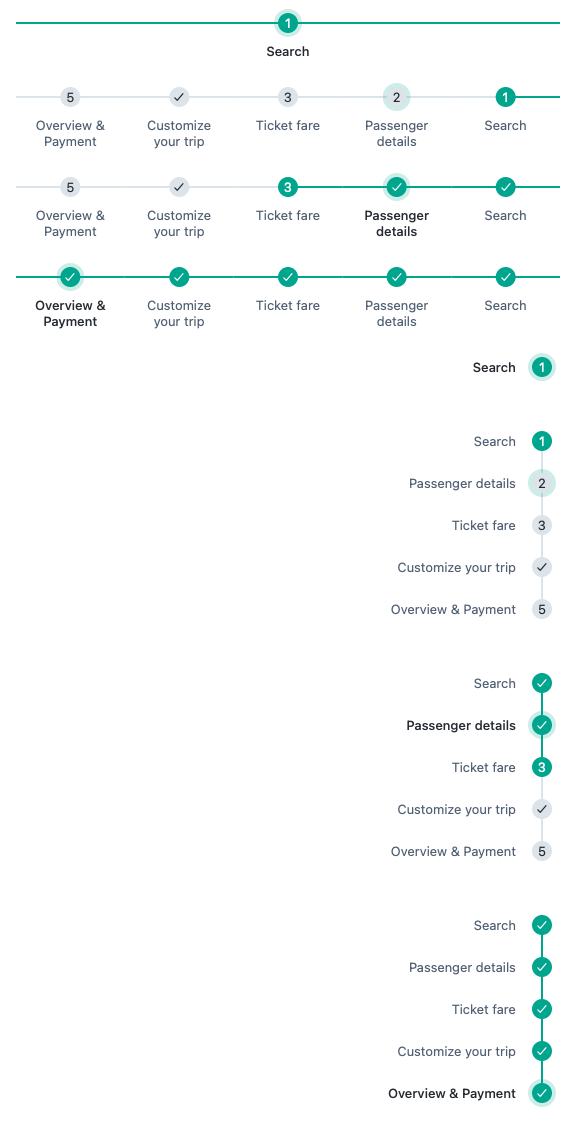 1
Search
5 3 2 1
Overview & Customize Ticket fare Passenger Search
Payment your trip details
5 3
Overview & Customize Ticket fare Passenger Search
Payment your trip details
Overview & Customize Ticket fare Passenger Search
Payment your trip details
Search 1
Search 1
Passenger details 2
Ticket fare 3
Customize your trip
Overview & Payment 5
Search
Passenger details
Ticket fare 3
Customize your trip
Overview & Payment 5
Search
Passenger details
Ticket fare
Customize your trip
Overview & Payment